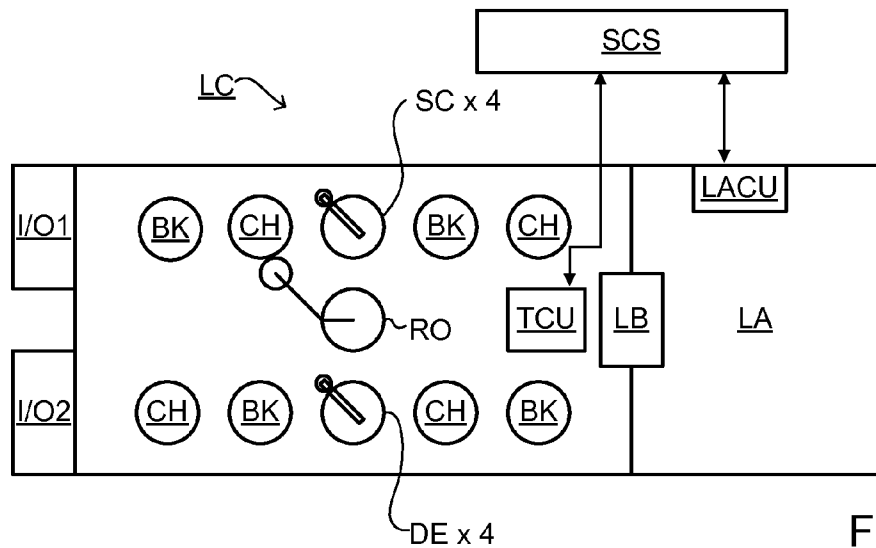 SCS
LC
SC x 4
LACU
I/O1
BK
CH
BK
CH
TCU
LB
LA
RO
I/O2
CH
BK
CH
BK
DE x 4
F